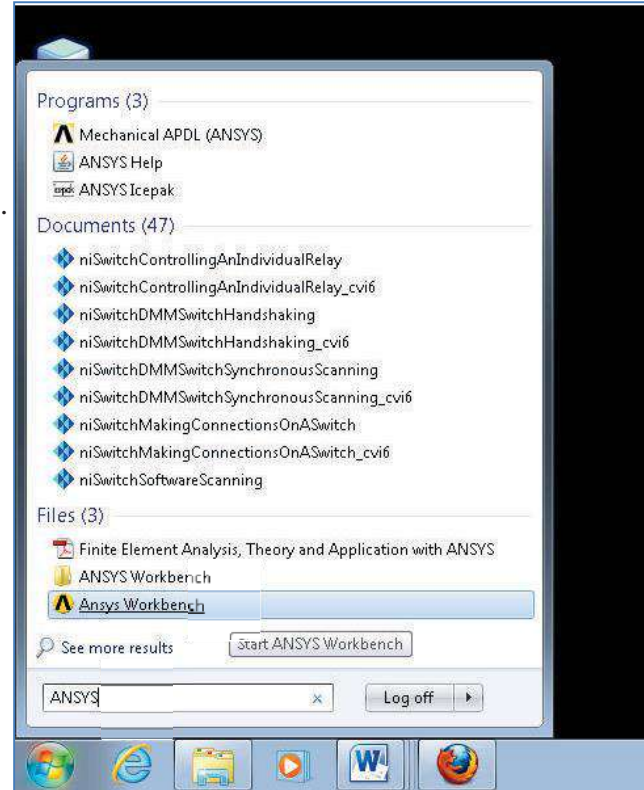 Programs (3)
Mechanical APDL (ANSYS)
ANSYS Help
ANSYS Icepak
Documents (47)
niSwitchControllingAnIndividualRelay
niSwitchControllingAnIndividualRelay_cvi6
niSwitchDMMSwitchHandshaking
niSwitchDMMSwitchHandshaking_cvi6
niSwitchDMMSwitchSynchronousScanning
niSwitchDMMSwitchSynchronousScanning_cvi6
niSwitchMakingConnectionsOnASwitch
niSwitchMakingConnectionsOnASwitch_cvi6
niSwitchSoftwareScanning
Files (3)
Finite Element Analysis, Theory and Application with ANSYS
ANSYS Workbench
Ansys Workbench
See more results
Start ANSYS Workbench
ANSYS
Log off